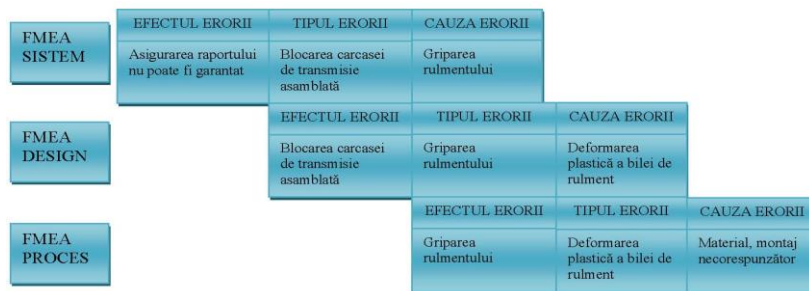 FMEA
SISTEM
EFECTUL ERORII
TIPUL ERORII
CAUZA ERORII
Asigurarea raportului
nu poate fi garantat
Blocarea carcasei
de transmisie
asamblată
Griparea
rulmentului
FMEA
DESIGN
EFECTUL ERORII
TIPUL ERORII
CAUZA ERORII
Blocarea carcasei
de transmisie
asamblată
Griparea
rulmentului
Deformarea
plastică a bilei de
rulment
FMEA
PROCES
EFECTUL ERORII
TIPUL ERORII
CAUZA ERORII
Griparea
rulmentului
Deformarea
plastică a bilei de
rulment
Material, montaj
necorespunzător